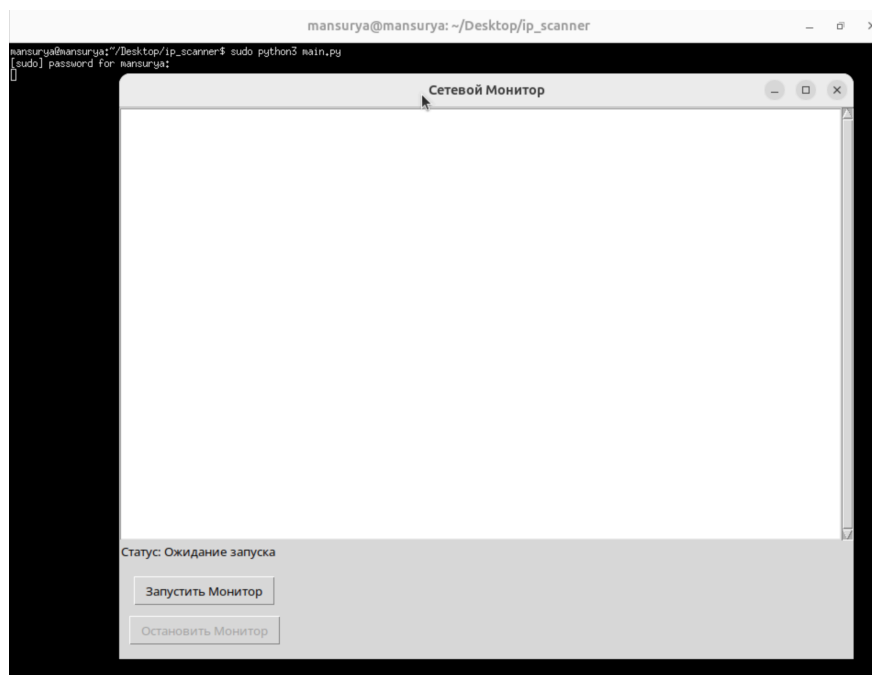 mansurya@mansurya: ~/Desktop/ip_scanner
mansurya@mansurya:~/Desktop/ip_scanner$ sudo python3 main.py
[sudo] password for mansurya:
Сетевой Монитор
Статус: Ожидание запуска
Запустить Монитор
Остановить Монитор